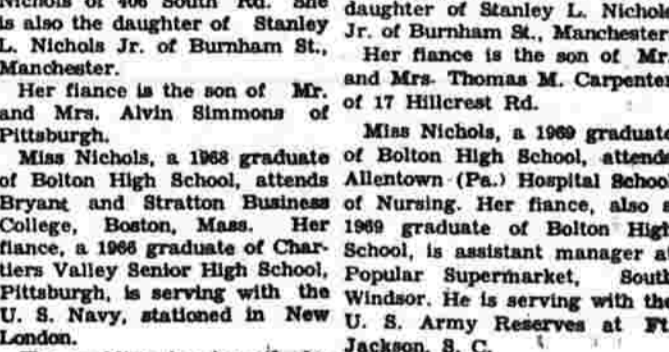 Nichols of 406 South Rd. She
is also the daughter of Stanley
L. Nichols Jr. of Burnham St.,
Manchester.
Her fiance is the son of Mr.
and Mrs. Alvin Simmons of
Pittsburgh.
Miss Nichols, a 1968 graduate
of Bolton High School, attends
Bryant and Stratton Business
College, Boston, Mass. Her
fiance, a 1966 graduate of Char-
tiers Valley Senior High School,
Pittsburgh, is serving with the
U. S. Navy, stationed in New
London.
daughter of Stanley L. Nichols
Jr. of Burnham St., Manchester
Her fiance is the son of Mr.
and Mrs. Thomas M. Carpenter
of 17 Hillcrest Rd.
Miss Nichols, a 1969 graduate
of Bolton High School, attends
Allentown (Pa.) Hospital School
of Nursing. Her fiance, also a
1969 graduate of Bolton High
School, is assistant manager at
Popular Supermarket, South
Windsor. He is serving with the
U. S. Army Reserves at Ft.
Jackson, S. C.